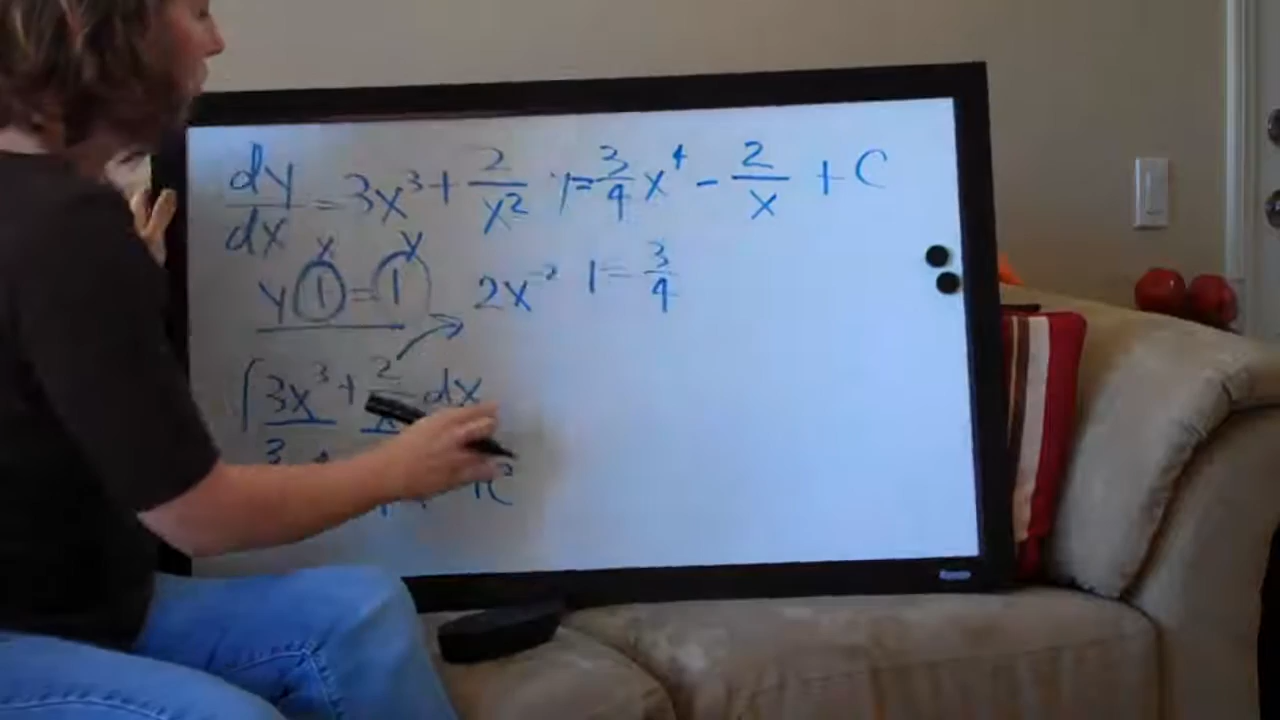 dy/dx = 3x³ + 2/x²
y = 3/4 x⁴ - 2/x + C
x y
y(1) = 1
2x⁻²
1 = 3/4
∫ 3x³ + 2/x dx
3
+C